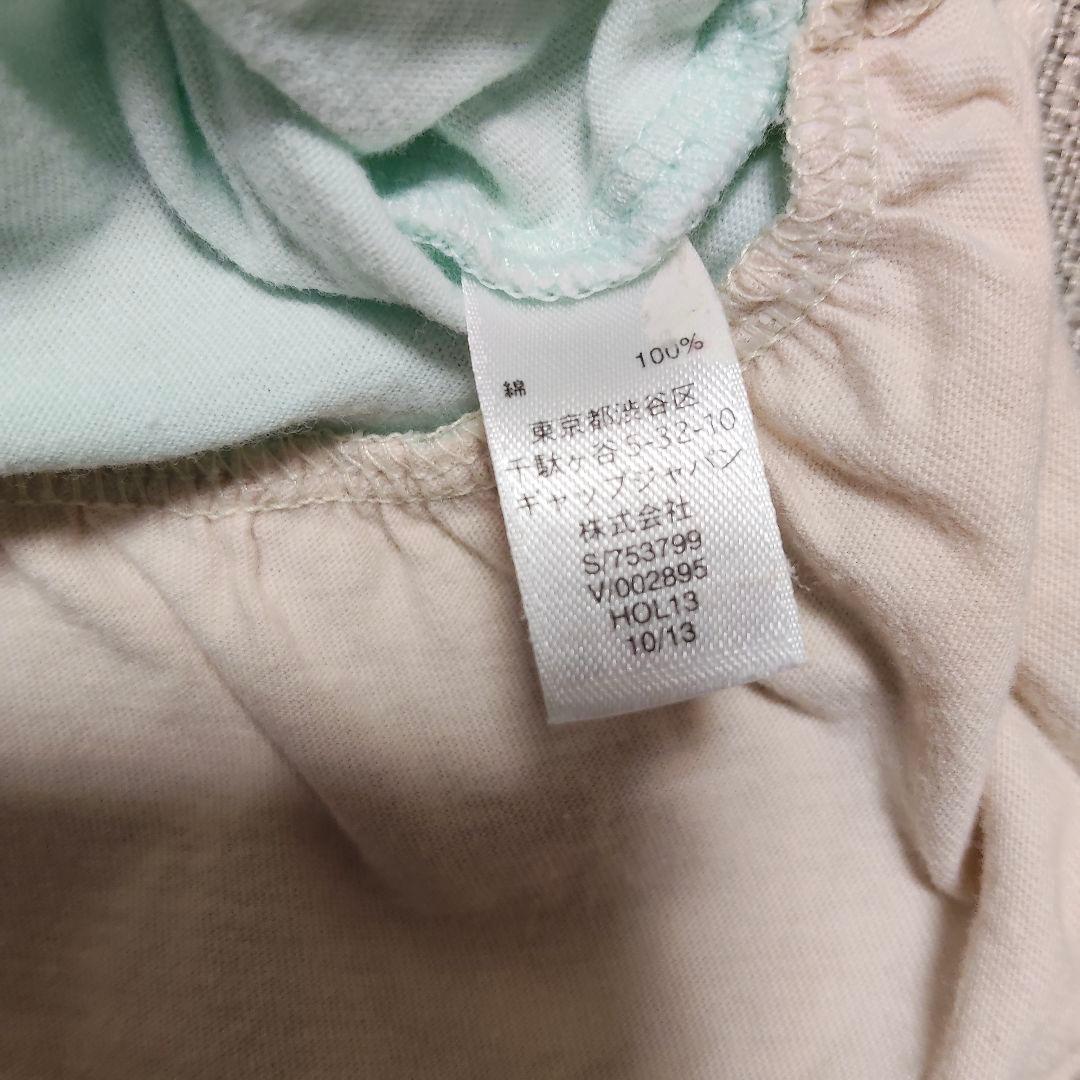 綿 100%
東京都渋谷区
千駄ケ谷5-32-10
ギャップジャパン
株式会社
S/753799
V/002895
HOL13
10/13